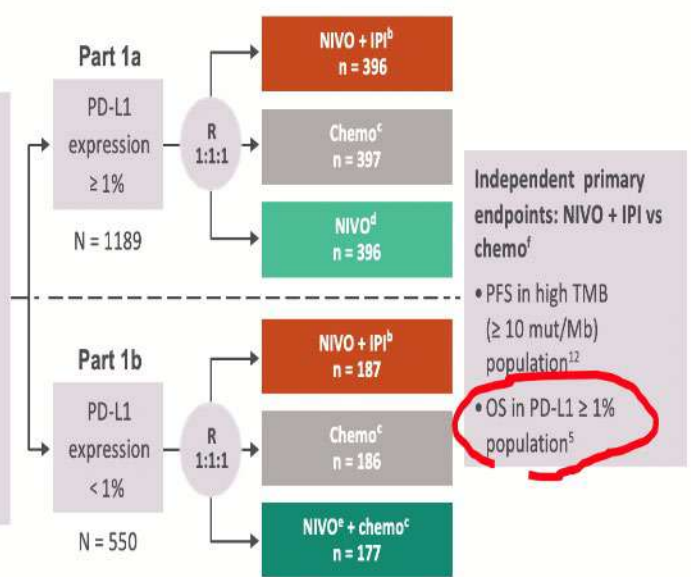 Part 1a
PD-L1
expression
≥ 1%
N = 1189
R
1:1:1
NIVO + IPIᵇ
n = 396
Chemoᶜ
n = 397
NIVOᵈ
n = 396
Part 1b
PD-L1
expression
< 1%
N = 550
R
1:1:1
NIVO + IPIᵇ
n = 187
Chemoᶜ
n = 186
NIVOᵉ + chemoᶜ
n = 177
Independent primary
endpoints: NIVO + IPI vs
chemoᶠ
• PFS in high TMB
(≥ 10 mut/Mb)
population¹²
• OS in PD-L1 ≥ 1%
population⁵